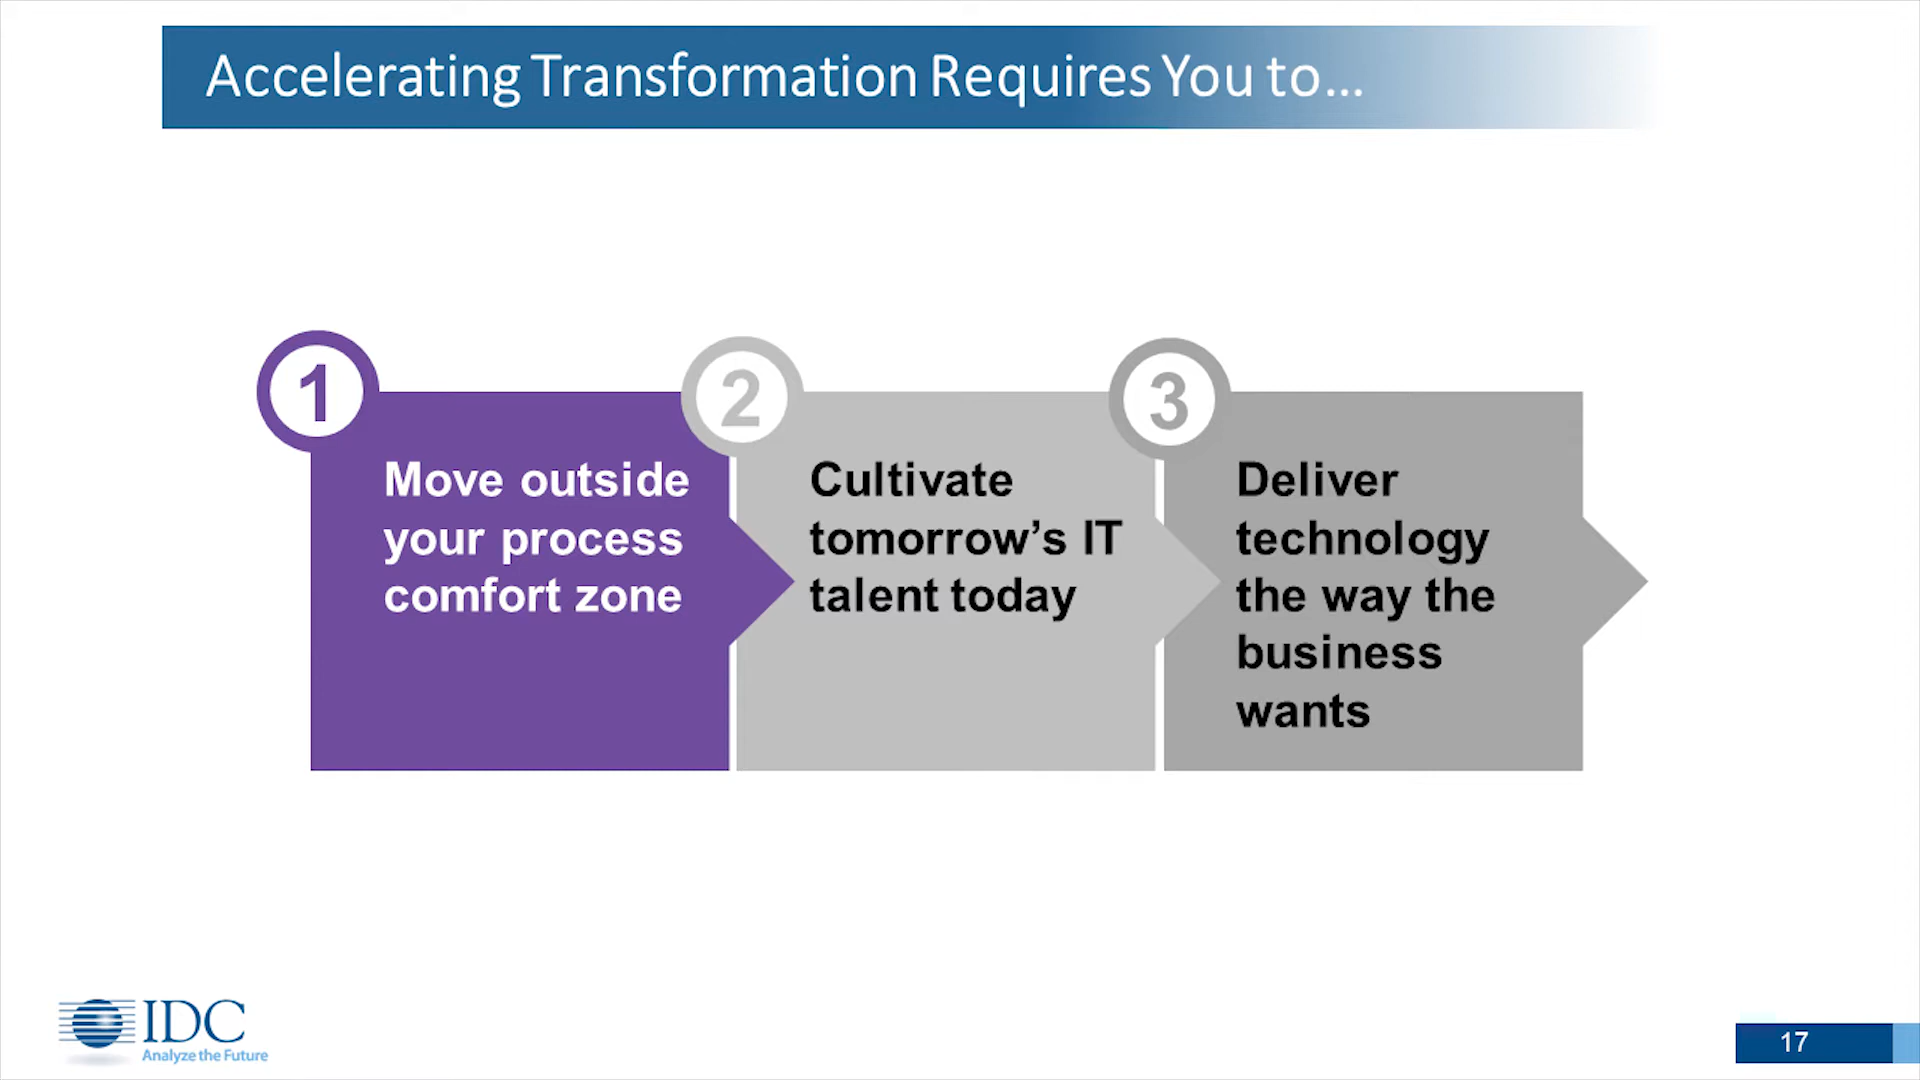 Accelerating Transformation Requires You to...
1
Move outside
your process
comfort zone
2
Cultivate
tomorrow’s IT
talent today
3
Deliver
technology
the way the
business
wants
IDC
Analyze the Future
17